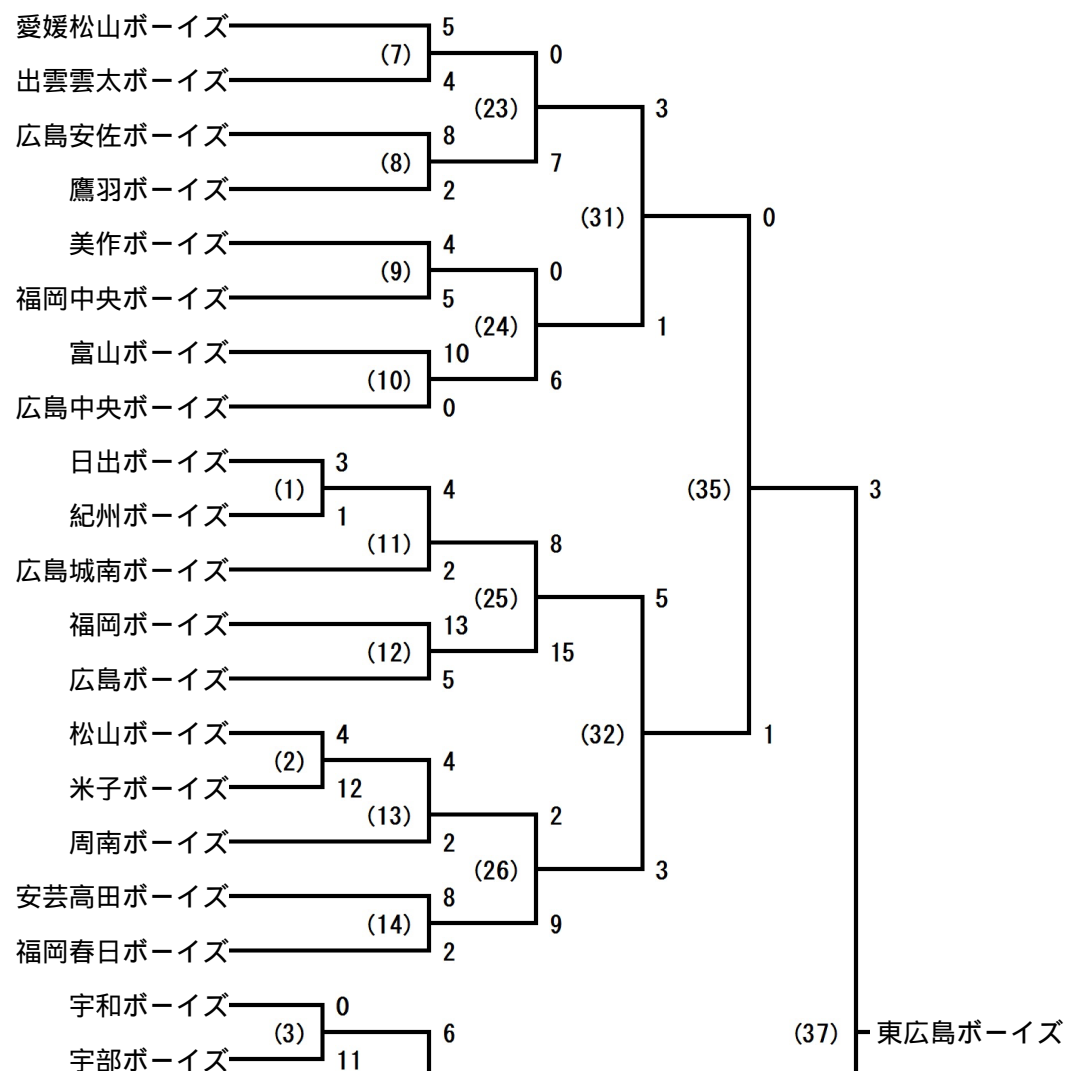 愛媛松山ボーイズ 5
(7) 0
出雲雲太ボーイズ 4
(23) 3
広島安佐ボーイズ 8
(8) 7
鷹羽ボーイズ 2
(31) 0
美作ボーイズ 4
(9) 0
福岡中央ボーイズ 5
(24) 1
富山ボーイズ 10
(10) 6
広島中央ボーイズ 0
日出ボーイズ 3
(1) 4 (35) 3
紀州ボーイズ 1
(11) 8
広島城南ボーイズ 2
(25) 5
福岡ボーイズ 13
(12) 15
広島ボーイズ 5
松山ボーイズ 4 (32) 1
(2) 4
米子ボーイズ 12
(13) 2
周南ボーイズ 2
(26) 3
安芸高田ボーイズ 8
(14) 9
福岡春日ボーイズ 2
宇和ボーイズ 0
(3) 6 (37) 東広島ボーイズ
宇部ボーイズ 11